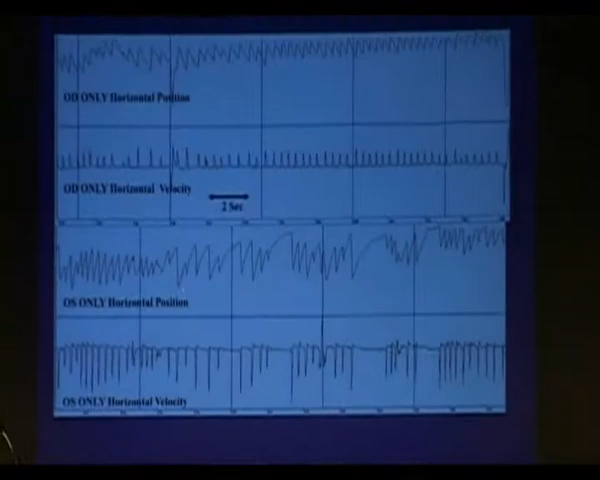 OD ONLY Horizontal Position
OD ONLY Horizontal Velocity
2 Sec
OS ONLY Horizontal Position
OS ONLY Horizontal Velocity